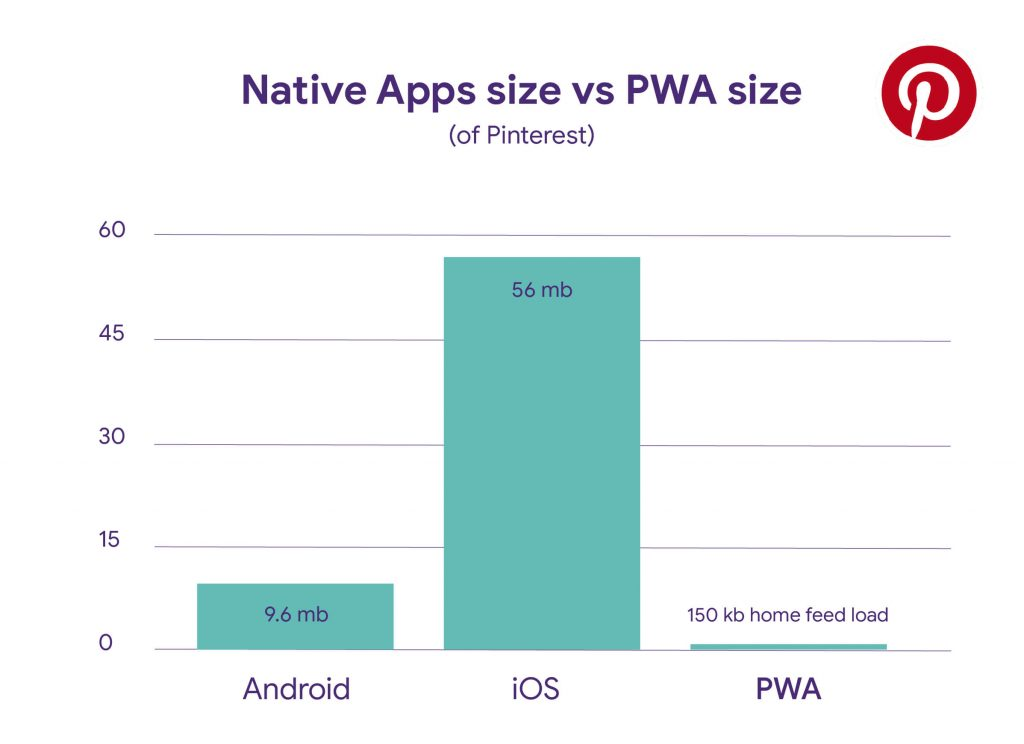 Native Apps size vs PWA size
(of Pinterest)
60
56 mb
45
30
15
9.6 mb
150 kb home feed load
0
Android iOS PWA